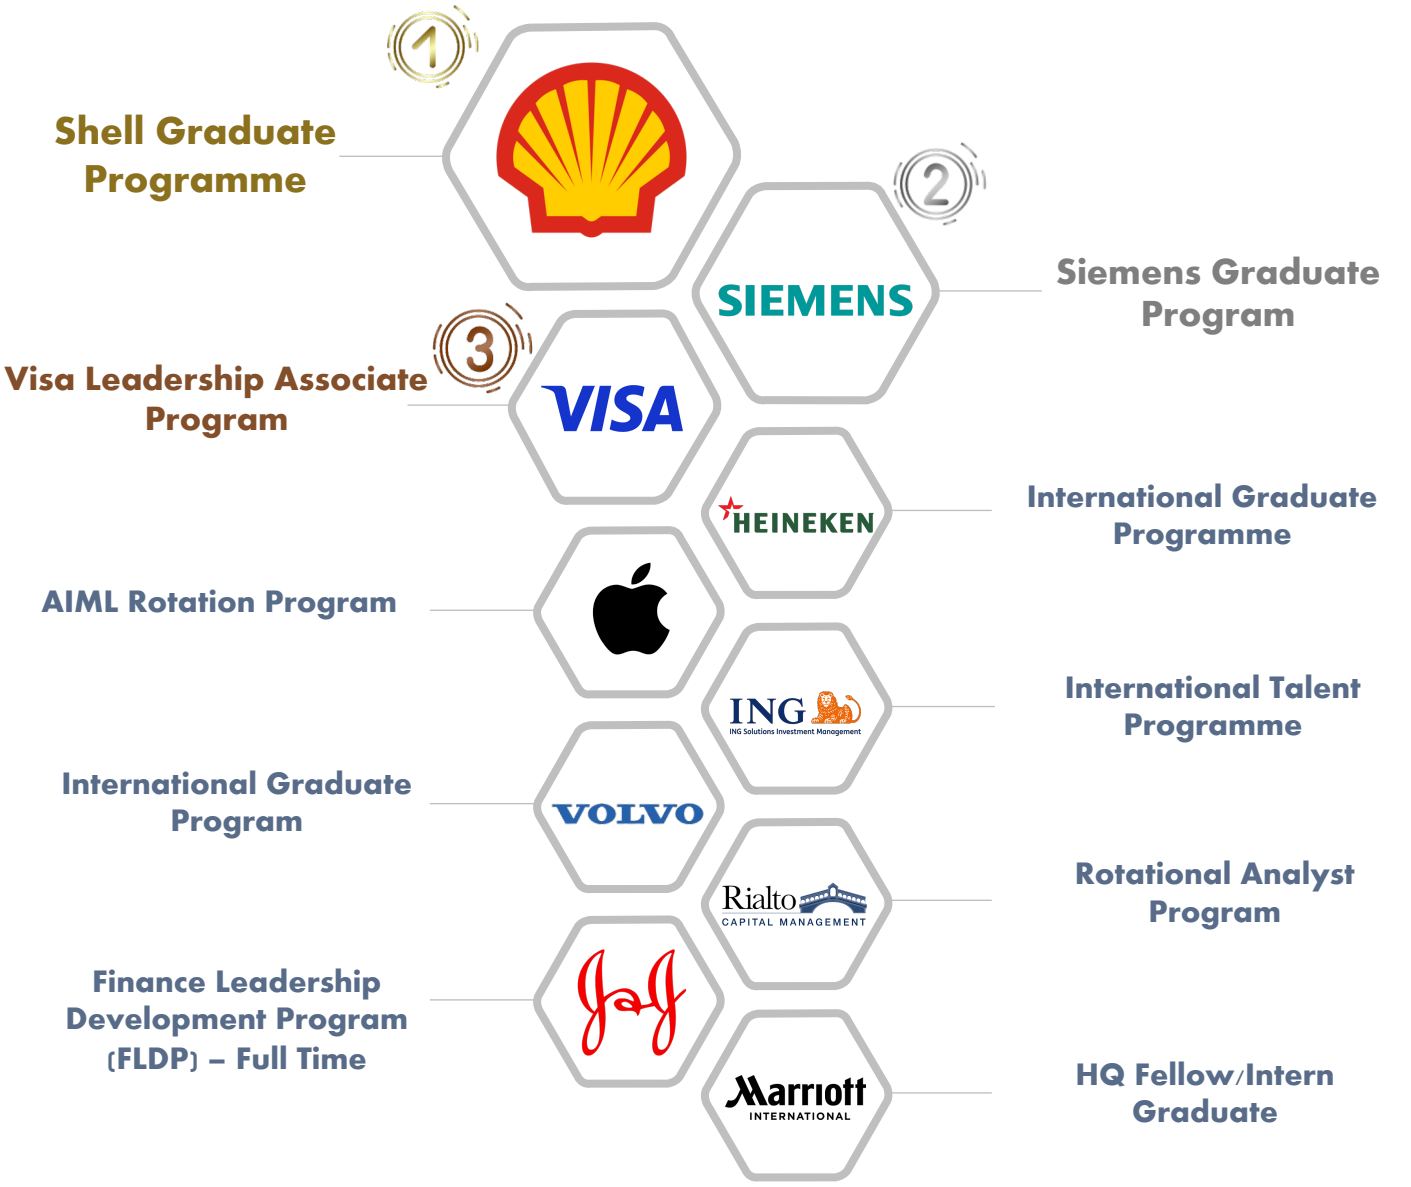 1
Shell Graduate
Programme
2
SIEMENS
Siemens Graduate
Program
3
Visa Leadership Associate
Program
VISA
HEINEKEN
International Graduate
Programme
AIML Rotation Program
ING
ING Solutions Investment Management
International Talent
Programme
International Graduate
Program
VOLVO
Rialto
CAPITAL MANAGEMENT
Rotational Analyst
Program
Finance Leadership
Development Program
(FLDP) – Full Time
J&J
Marriott
INTERNATIONAL
HQ Fellow/Intern
Graduate